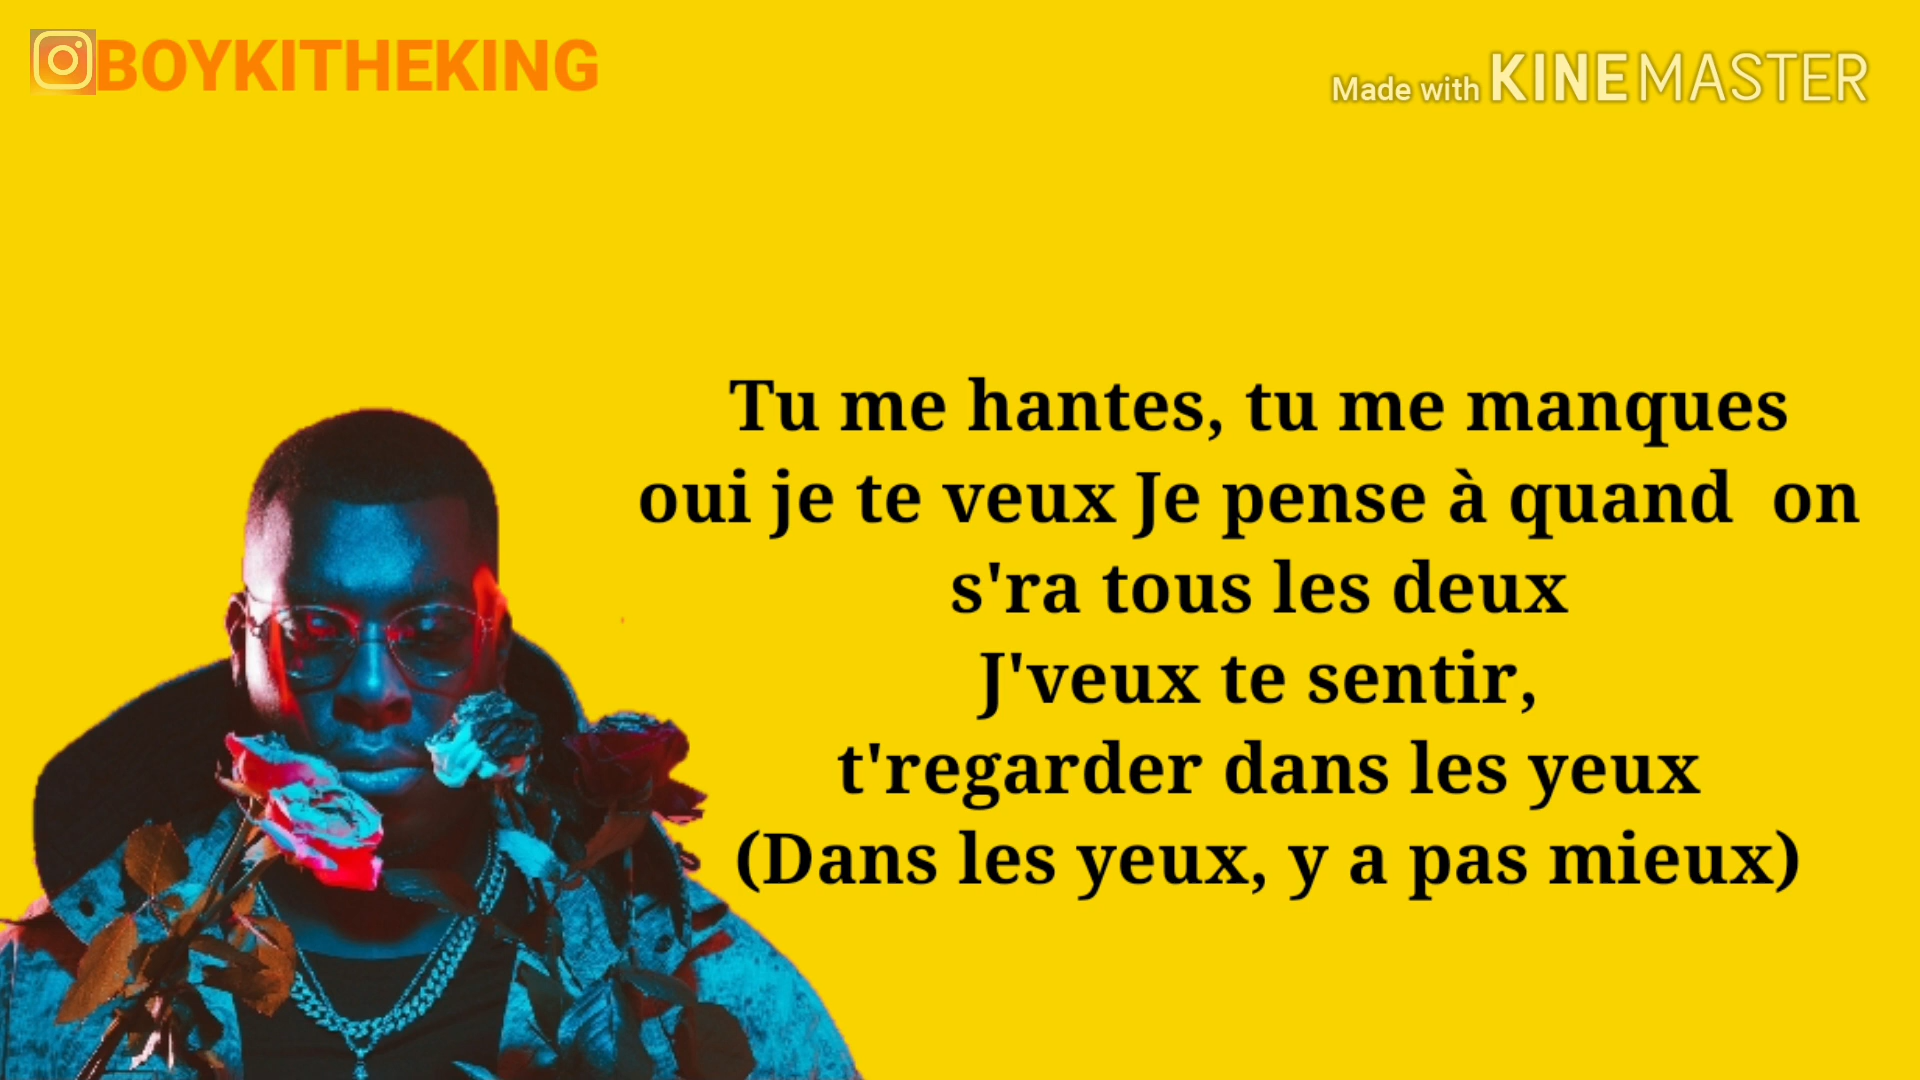 BOYKITHEKING
Made with KINEMASTER
Tu me hantes, tu me manques
oui je te veux Je pense à quand  on
s'ra tous les deux
J'veux te sentir,
t'regarder dans les yeux
(Dans les yeux, y a pas mieux)